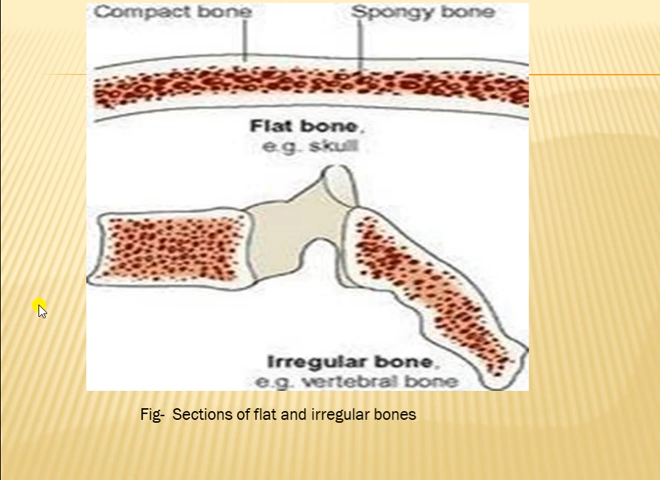 Compact bone Spongy bone
Flat bone,
e.g. skull
Irregular bone,
e.g. vertebral bone
Fig- Sections of flat and irregular bones